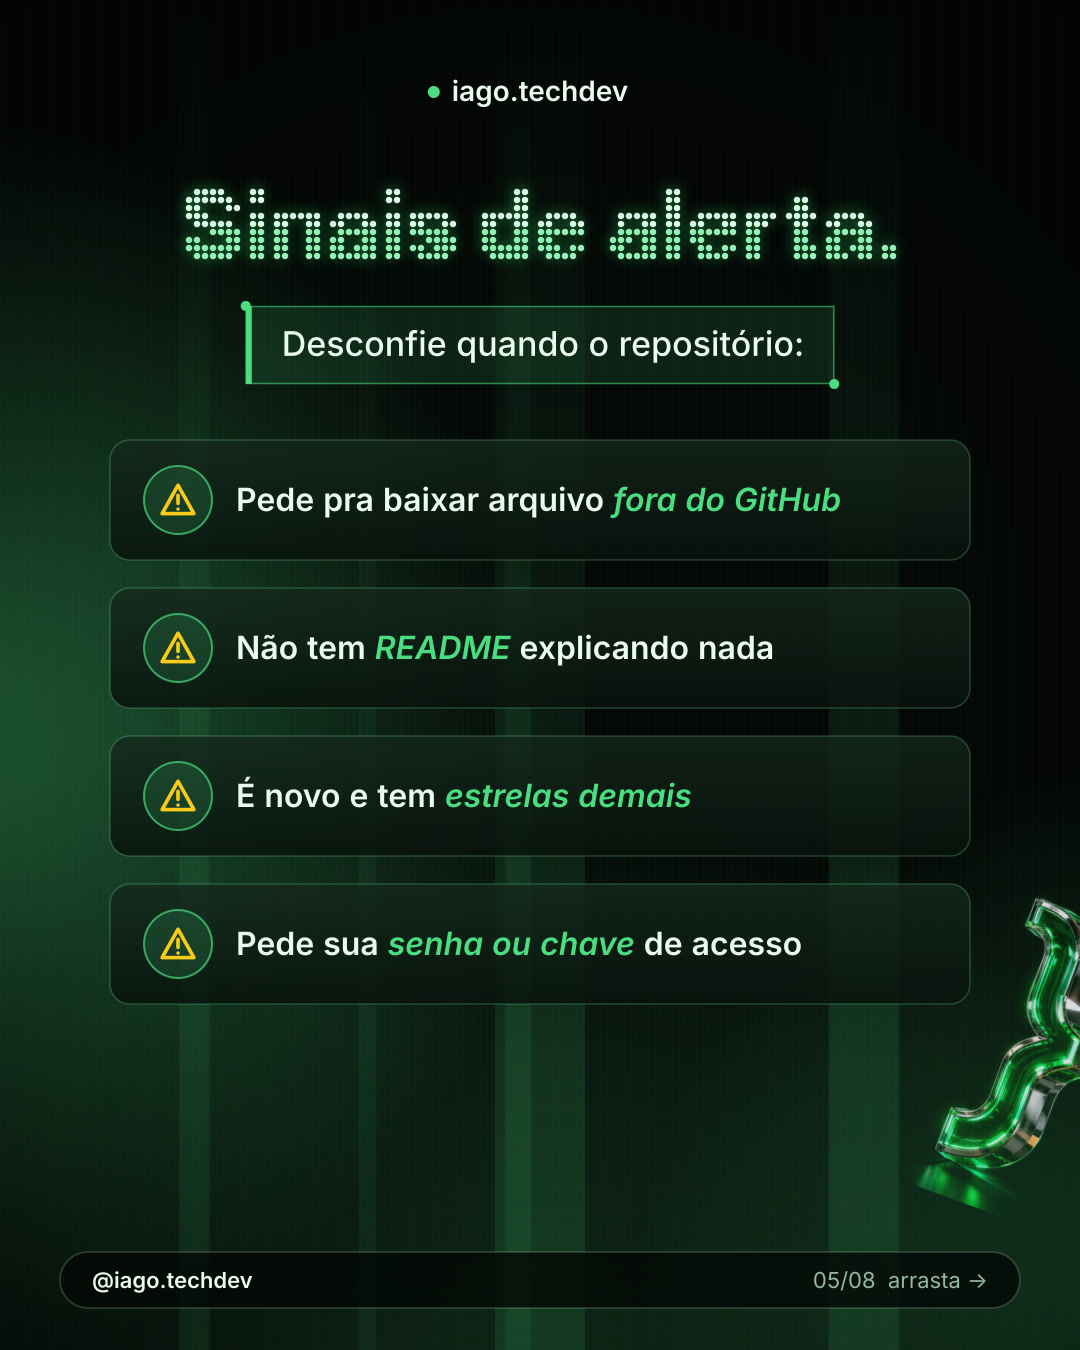 iago.techdev
Sinais de alerta.
Desconfie quando o repositório:
Pede pra baixar arquivo fora do GitHub
Não tem README explicando nada
É novo e tem estrelas demais
Pede sua senha ou chave de acesso
@iago.techdev
05/08 arrasta →